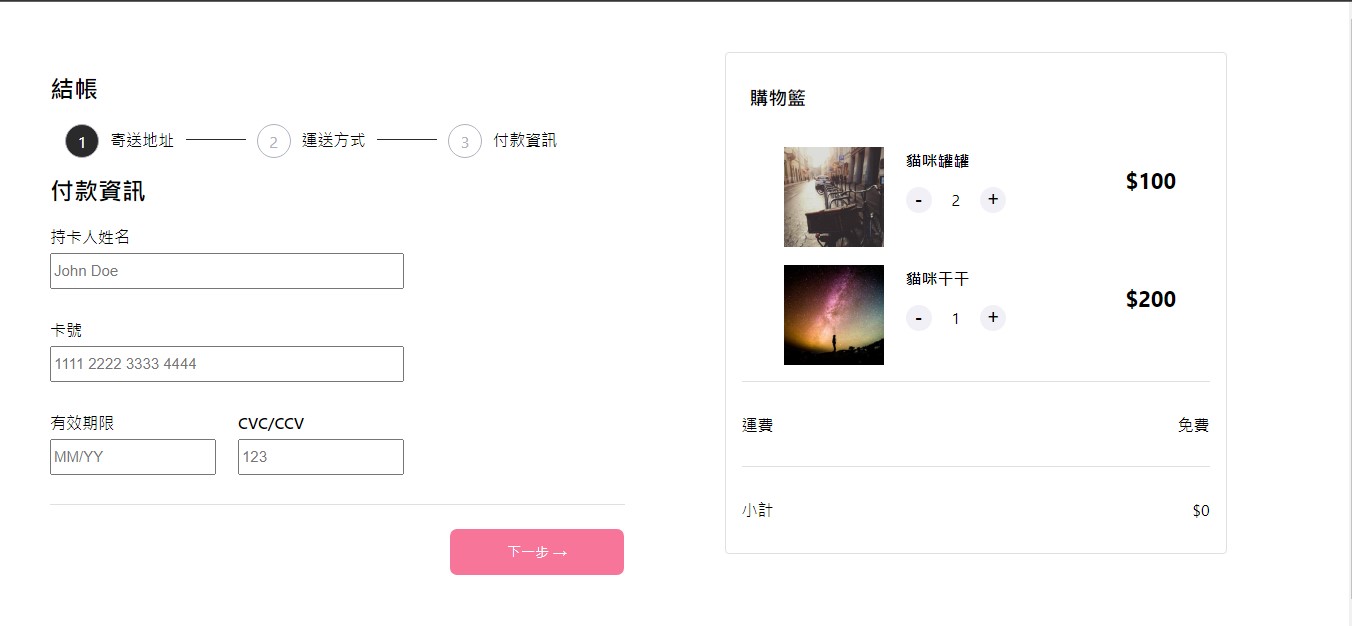 結帳
1 寄送地址 2 運送方式 3 付款資訊
付款資訊
持卡人姓名
John Doe
卡號
1111 2222 3333 4444
有效期限 CVC/CCV
MM/YY 123
下一步 →
購物籃
貓咪罐罐
- 2 + $100
貓咪干干
- 1 + $200
運費 免費
小計 $0